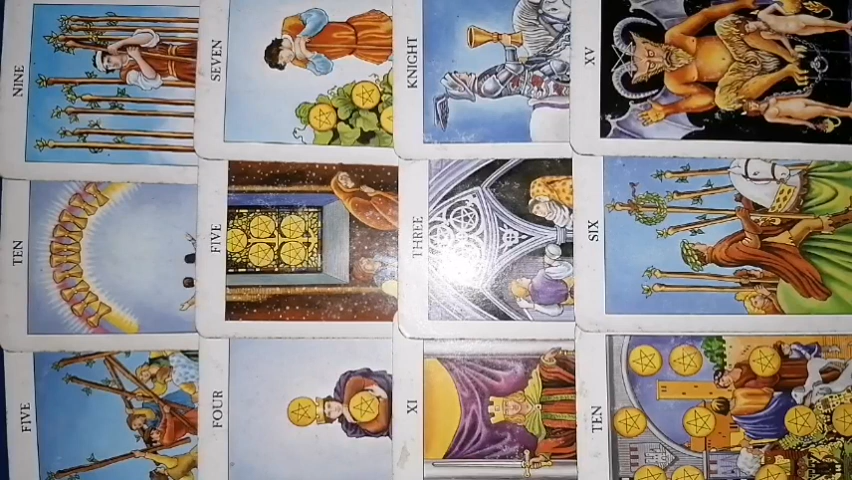 NINE
SEVEN
KNIGHT
XV
TEN
FIVE
THREE
SIX
FIVE
FOUR
XI
TEN